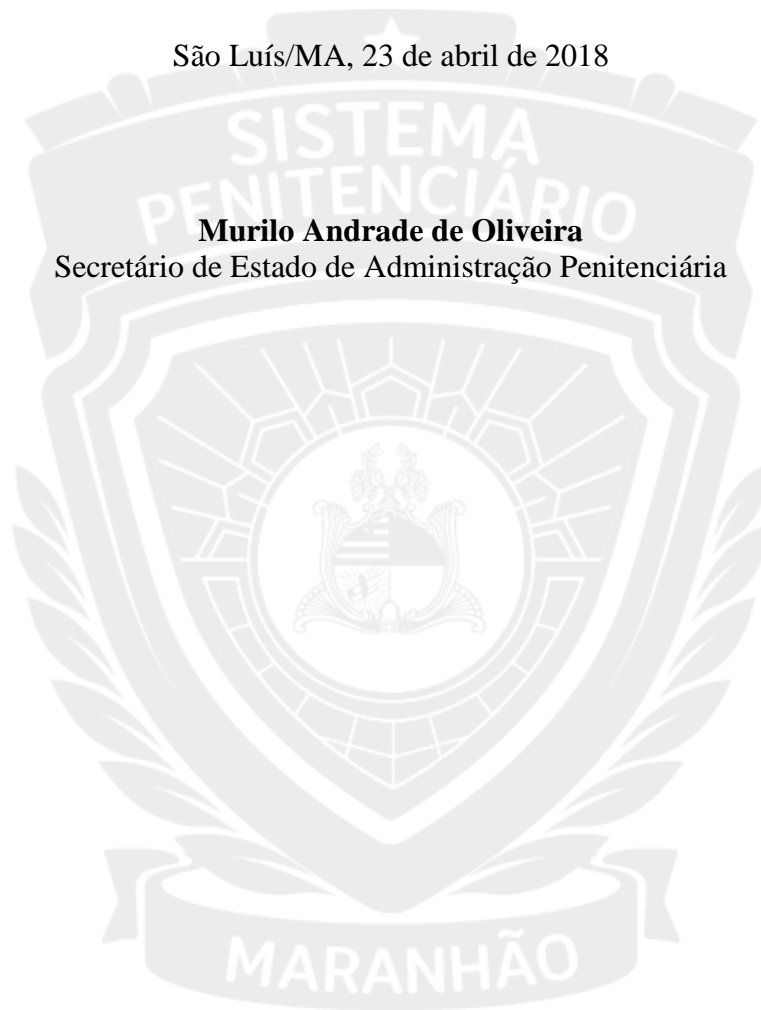 São Luís/MA, 23 de abril de 2018
SISTEMA
PENITENCIÁRIO
Murilo Andrade de Oliveira
Secretário de Estado de Administração Penitenciária
MARANHÃO